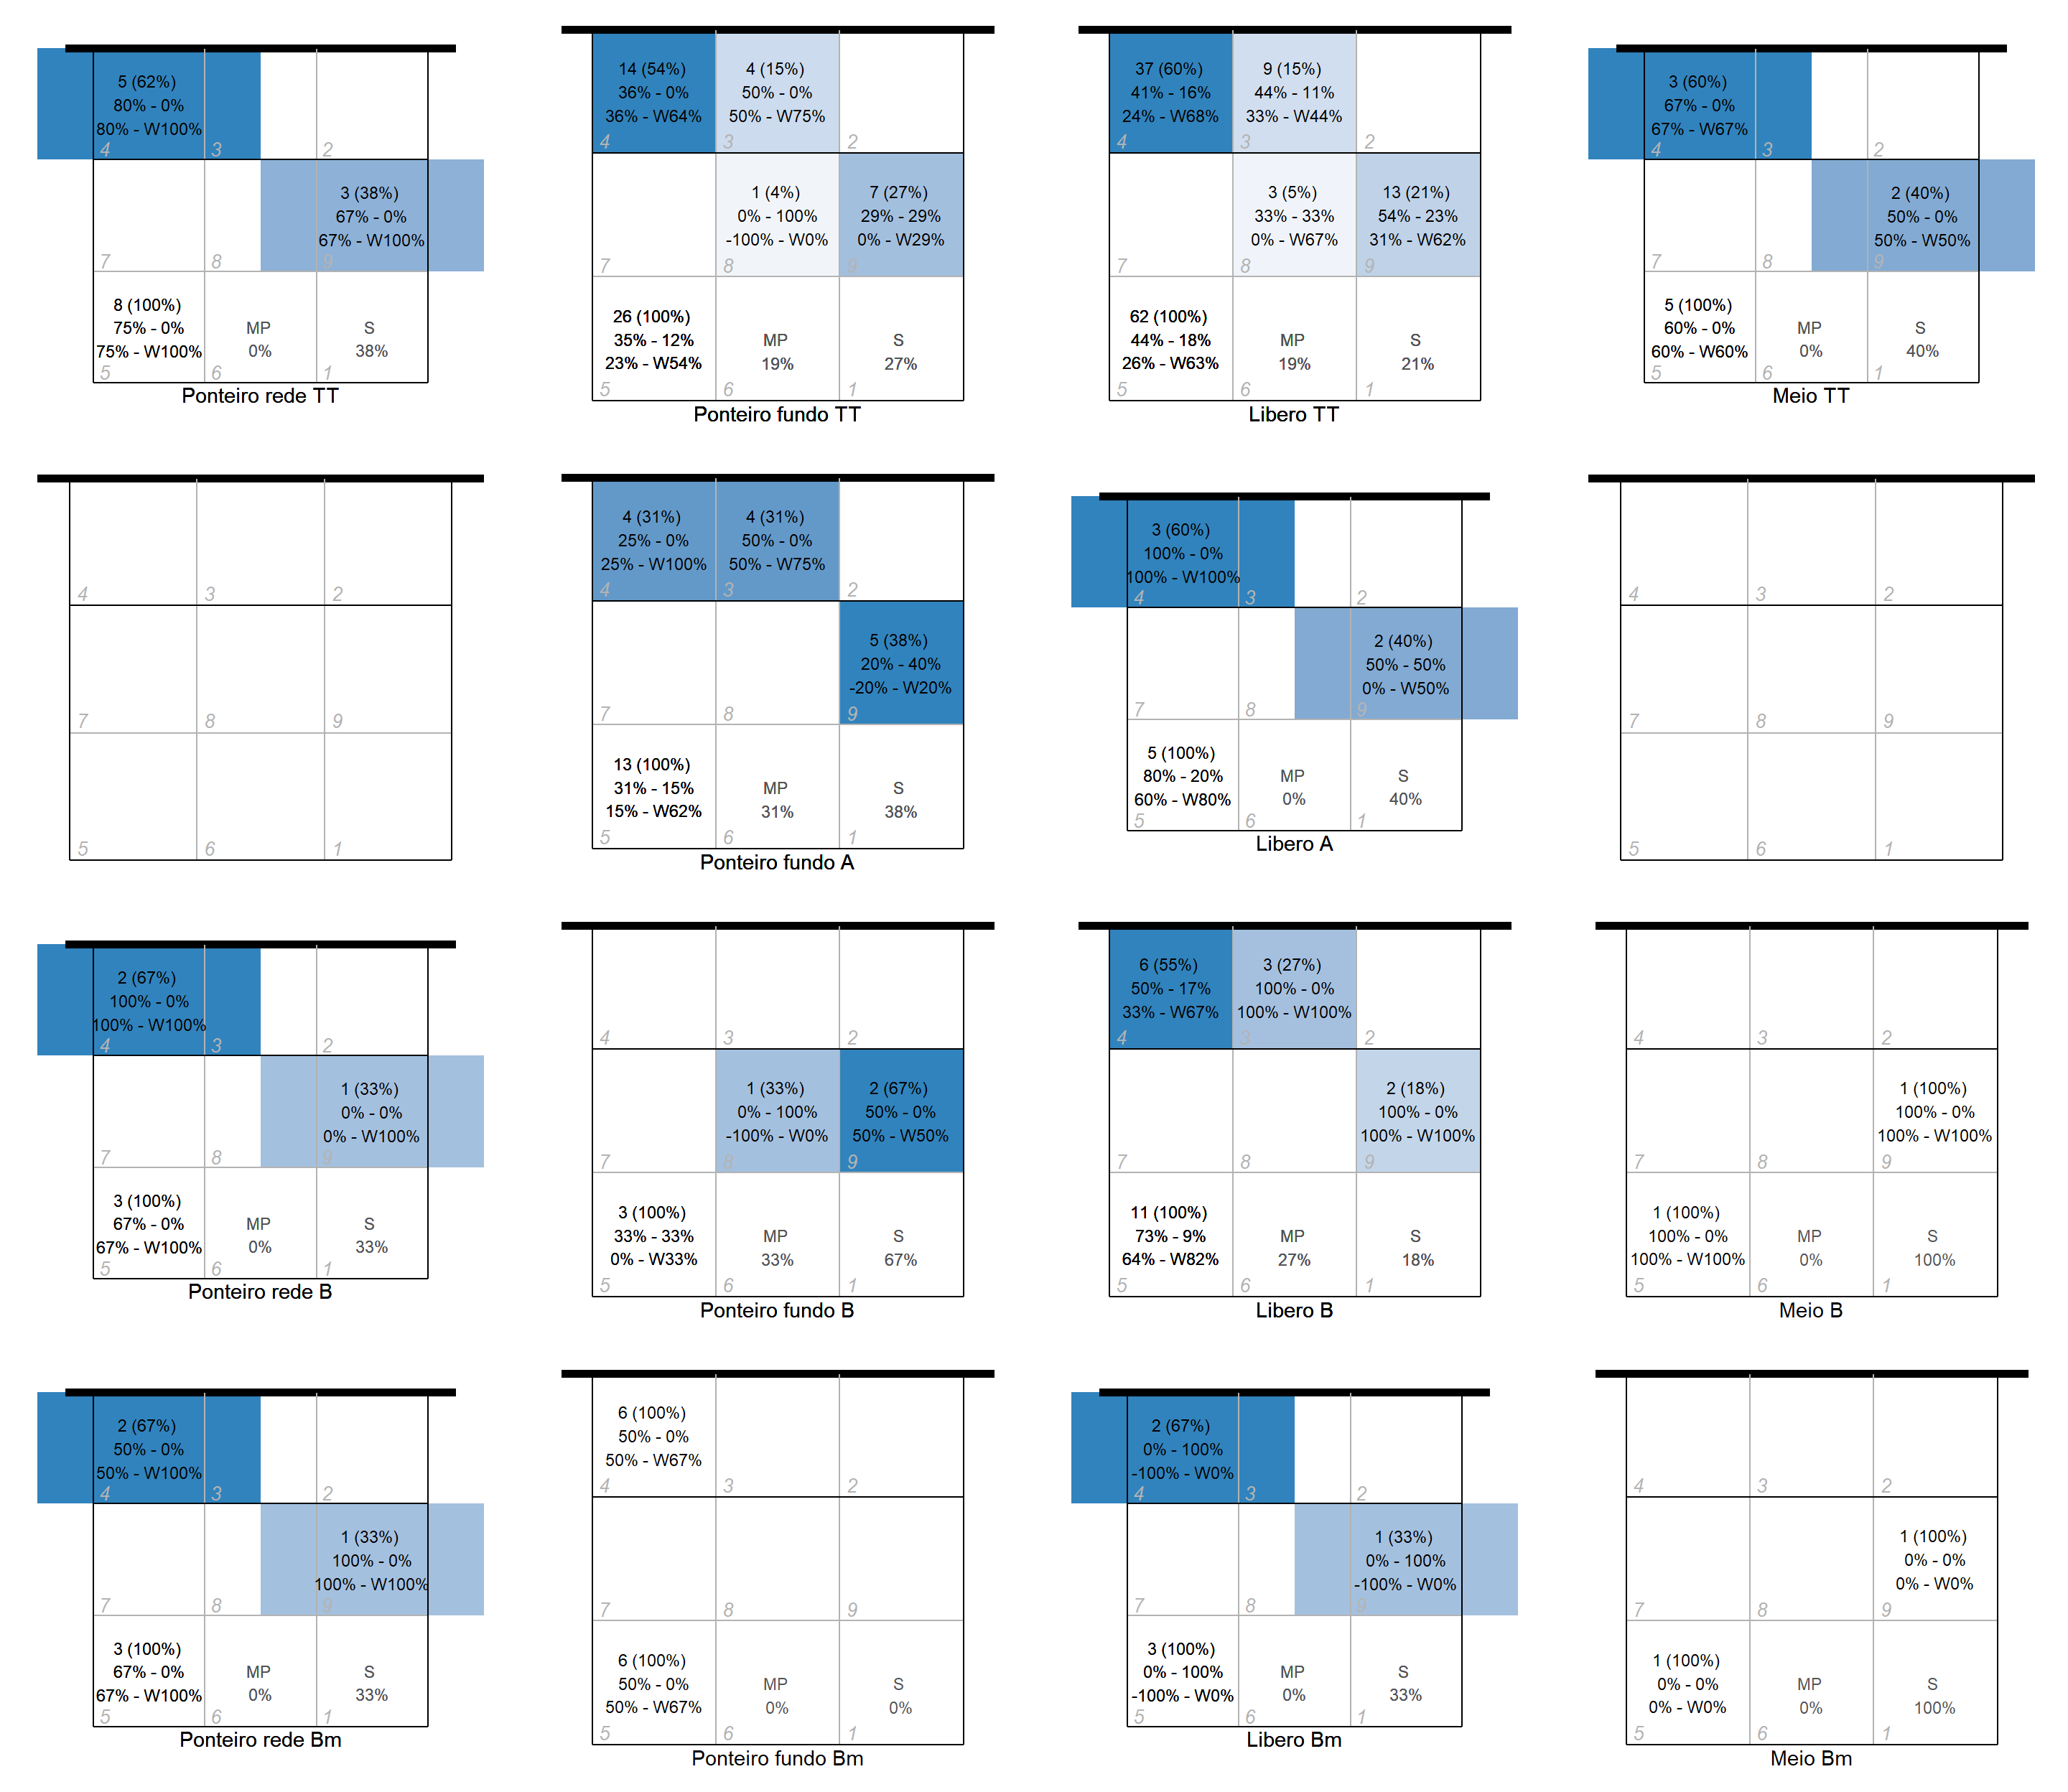 5 (62%)
80% - 0%
80% - W100%
4
3
2
3 (38%)
67% - 0%
67% - W100%
7
8
9
8 (100%)
75% - 0%
75% - W100%
MP
0%
S
38%
5
6
1
Ponteiro rede TT
14 (54%)
36% - 0%
36% - W64%
4 (15%)
50% - 0%
50% - W75%
4
3
2
1 (4%)
0% - 100%
-100% - W0%
7 (27%)
29% - 29%
0% - W29%
7
8
9
26 (100%)
35% - 12%
23% - W54%
MP
19%
S
27%
5
6
1
Ponteiro fundo TT
37 (60%)
41% - 16%
24% - W68%
9 (15%)
44% - 11%
33% - W44%
4
3
2
3 (5%)
33% - 33%
0% - W67%
13 (21%)
54% - 23%
31% - W62%
7
8
9
62 (100%)
44% - 18%
26% - W63%
MP
19%
S
21%
5
6
1
Libero TT
3 (60%)
67% - 0%
67% - W67%
4
3
2
2 (40%)
50% - 0%
50% - W50%
7
8
9
5 (100%)
60% - 0%
60% - W60%
MP
0%
S
40%
5
6
1
Meio TT
4
3
2
7
8
9
5
6
1
4 (31%)
25% - 0%
25% - W100%
4 (31%)
50% - 0%
50% - W75%
4
3
2
5 (38%)
20% - 40%
-20% - W20%
7
8
9
13 (100%)
31% - 15%
15% - W62%
MP
31%
S
38%
5
6
1
Ponteiro fundo A
3 (60%)
100% - 0%
100% - W100%
4
3
2
2 (40%)
50% - 50%
0% - W50%
7
8
9
5 (100%)
80% - 20%
60% - W80%
MP
0%
S
40%
5
6
1
Libero A
4
3
2
7
8
9
5
6
1
2 (67%)
100% - 0%
100% - W100%
4
3
2
1 (33%)
0% - 0%
0% - W100%
7
8
9
3 (100%)
67% - 0%
67% - W100%
MP
0%
S
33%
5
6
1
Ponteiro rede B
4
3
2
1 (33%)
0% - 100%
-100% - W0%
2 (67%)
50% - 0%
50% - W50%
7
8
9
3 (100%)
33% - 33%
0% - W33%
MP
33%
S
67%
5
6
1
Ponteiro fundo B
6 (55%)
50% - 17%
33% - W67%
3 (27%)
100% - 0%
100% - W100%
4
3
2
2 (18%)
100% - 0%
100% - W100%
7
8
9
11 (100%)
73% - 9%
64% - W82%
MP
27%
S
18%
5
6
1
Libero B
4
3
2
1 (100%)
100% - 0%
100% - W100%
7
8
9
1 (100%)
100% - 0%
100% - W100%
MP
0%
S
100%
5
6
1
Meio B
2 (67%)
50% - 0%
50% - W100%
4
3
2
1 (33%)
100% - 0%
100% - W100%
7
8
9
3 (100%)
67% - 0%
67% - W100%
MP
0%
S
33%
5
6
1
Ponteiro rede Bm
6 (100%)
50% - 0%
50% - W67%
4
3
2
7
8
9
6 (100%)
50% - 0%
50% - W67%
MP
0%
S
0%
5
6
1
Ponteiro fundo Bm
2 (67%)
0% - 100%
-100% - W0%
4
3
2
1 (33%)
0% - 100%
-100% - W0%
7
8
9
3 (100%)
0% - 100%
-100% - W0%
MP
0%
S
33%
5
6
1
Libero Bm
4
3
2
1 (100%)
0% - 0%
0% - W0%
7
8
9
1 (100%)
0% - 0%
0% - W0%
MP
0%
S
100%
5
6
1
Meio Bm